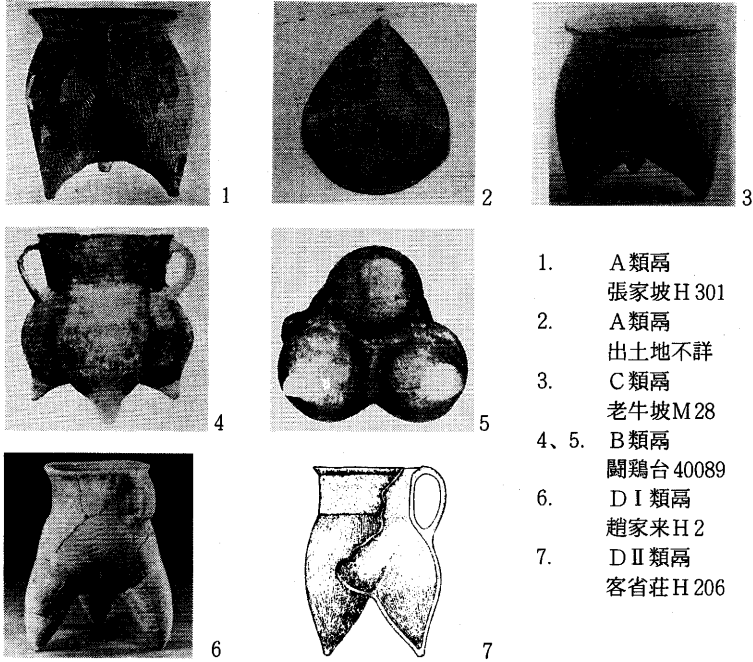 1
2
3
4
5
6
7
1. A類鬲
張家坡H301
2. A類鬲
出土地不詳
3. C類鬲
老牛坡M28
4、5. B類鬲
闘鶏台40089
6. DⅠ類鬲
趙家来H2
7. DⅡ類鬲
客省荘H206